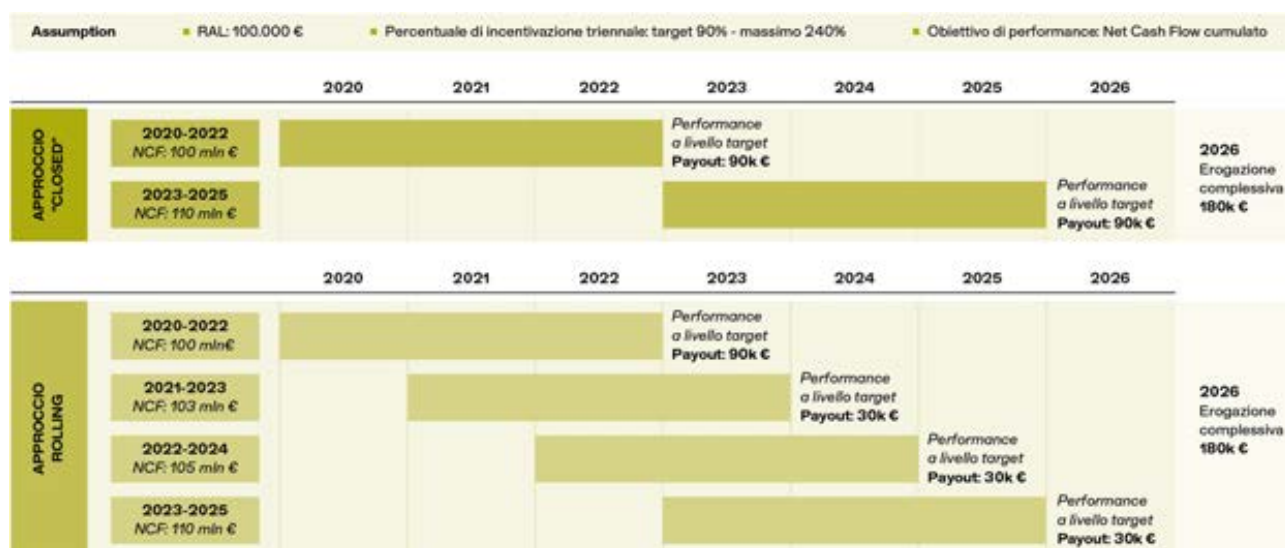 Assumption
RAL: 100.000 €
Percentuale di incentivazione triennale: target 90% - massimo 240%
Obiettivo di performance: Net Cash Flow cumulato
2020 2021 2022 2023 2024 2025 2026
APPROCCIO
"CLOSED"
2020-2022
NCF: 100 mln €
Performance
a livello target
Payout: 90k €
2023-2025
NCF: 110 mln €
Performance
a livello target
Payout: 90k €
2026
Erogazione
complessiva
180k €
2020 2021 2022 2023 2024 2025 2026
APPROCCIO
ROLLING
2020-2022
NCF: 100 mln€
Performance
a livello target
Payout: 90k €
2021-2023
NCF: 103 mln €
Performance
a livello target
Payout: 30k €
2022-2024
NCF: 105 mln €
Performance
a livello target
Payout: 30k €
2023-2025
NCF: 110 mln €
Performance
a livello target
Payout: 30k €
2026
Erogazione
complessiva
180k €